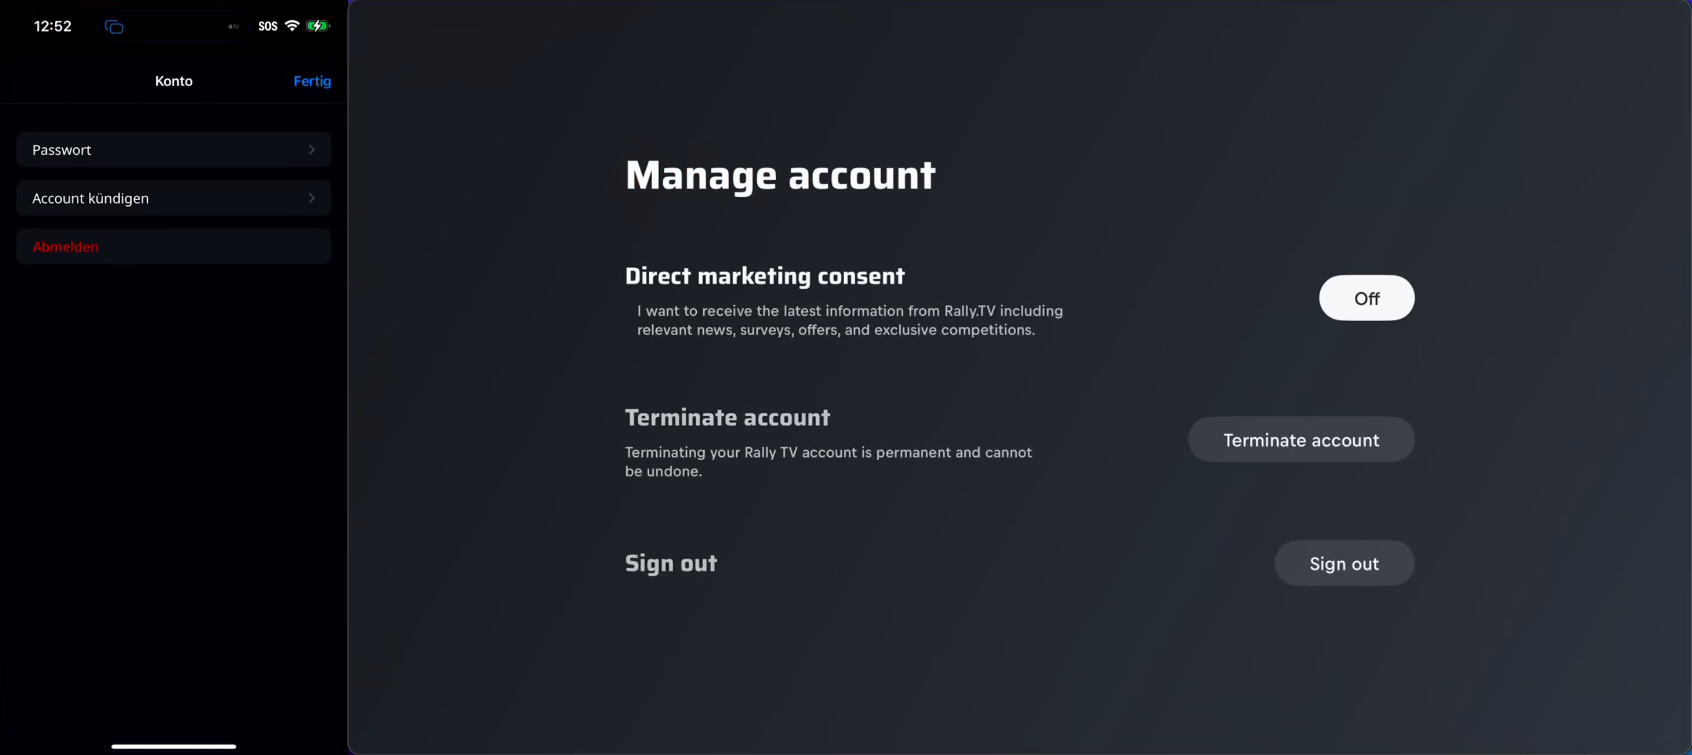 12:52
tv
SOS
Konto
Fertig
Passwort
Account kündigen
Abmelden
Manage account
Direct marketing consent
I want to receive the latest information from Rally.TV including
relevant news, surveys, offers, and exclusive competitions.
Off
Terminate account
Terminating your Rally TV account is permanent and cannot
be undone.
Terminate account
Sign out
Sign out